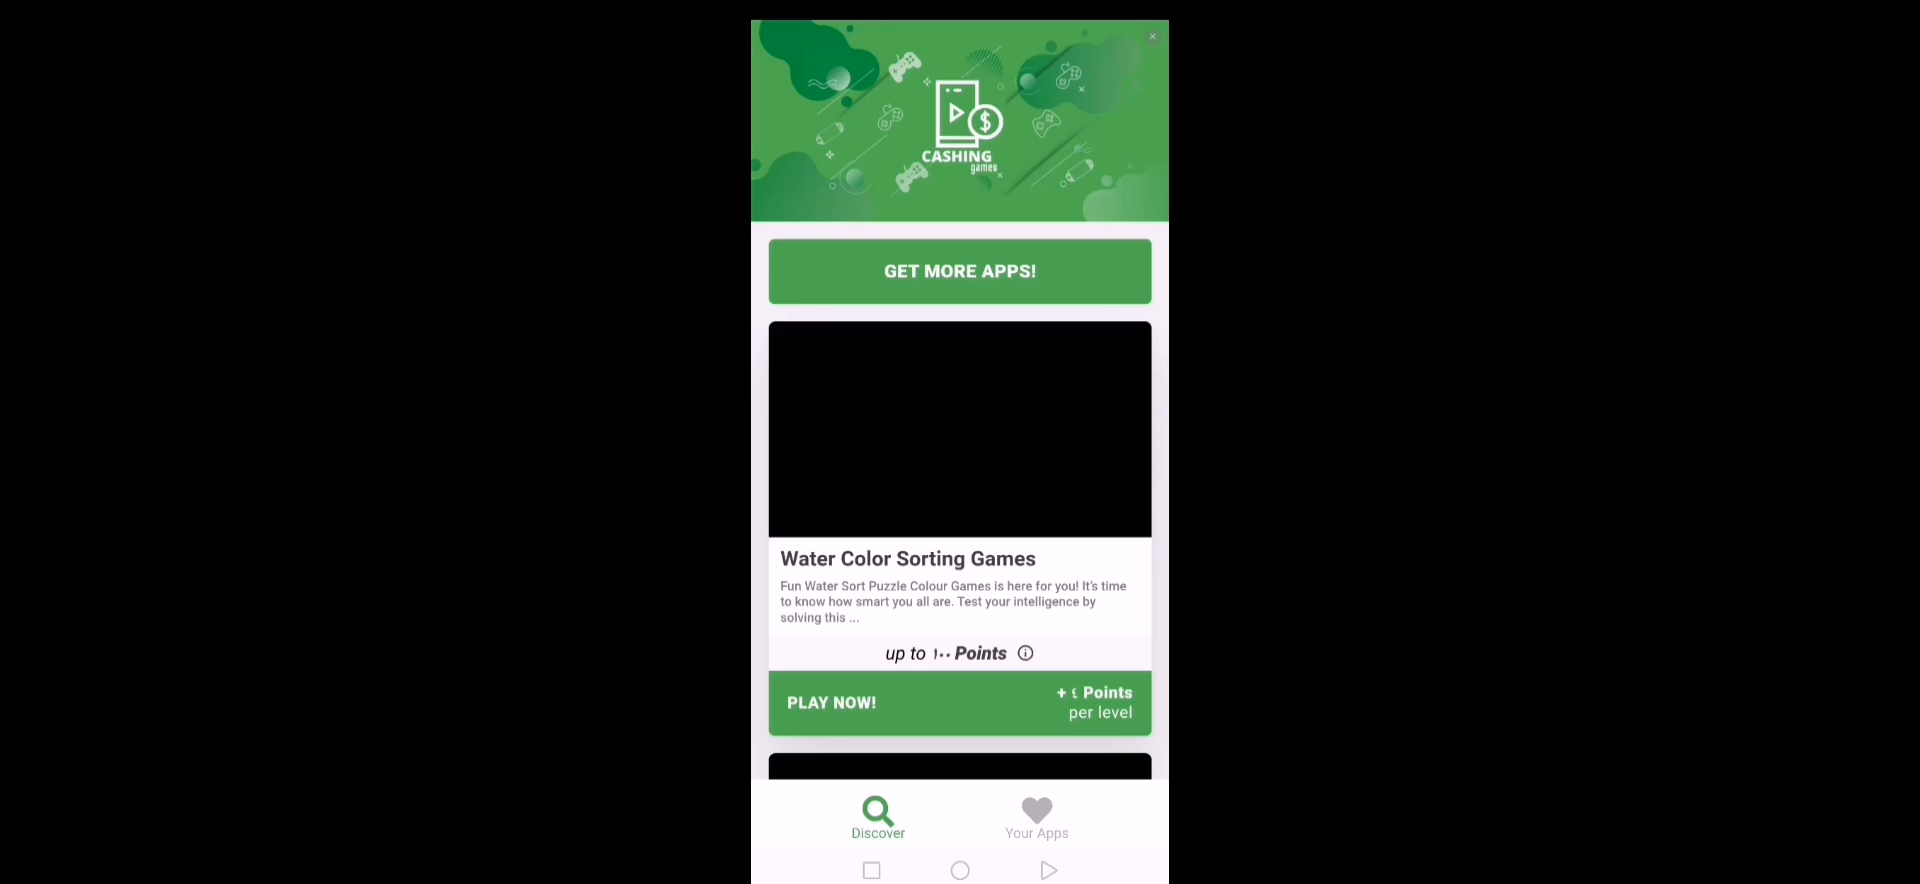 CASHING
games
GET MORE APPS!
Water Color Sorting Games
Fun Water Sort Puzzle Colour Games is here for you! It's time
to know how smart you all are. Test your intelligence by
solving this ...
up to ١٠٠ Points
PLAY NOW!
+ ٤ Points
per level
Discover
Your Apps